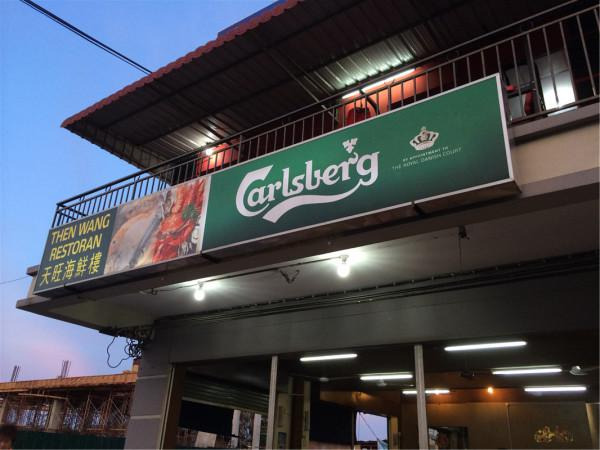 THEN WANG
RESTORAN
天旺海鮮樓
Carlsberg
BY APPOINTMENT TO
THE ROYAL DANISH COURT